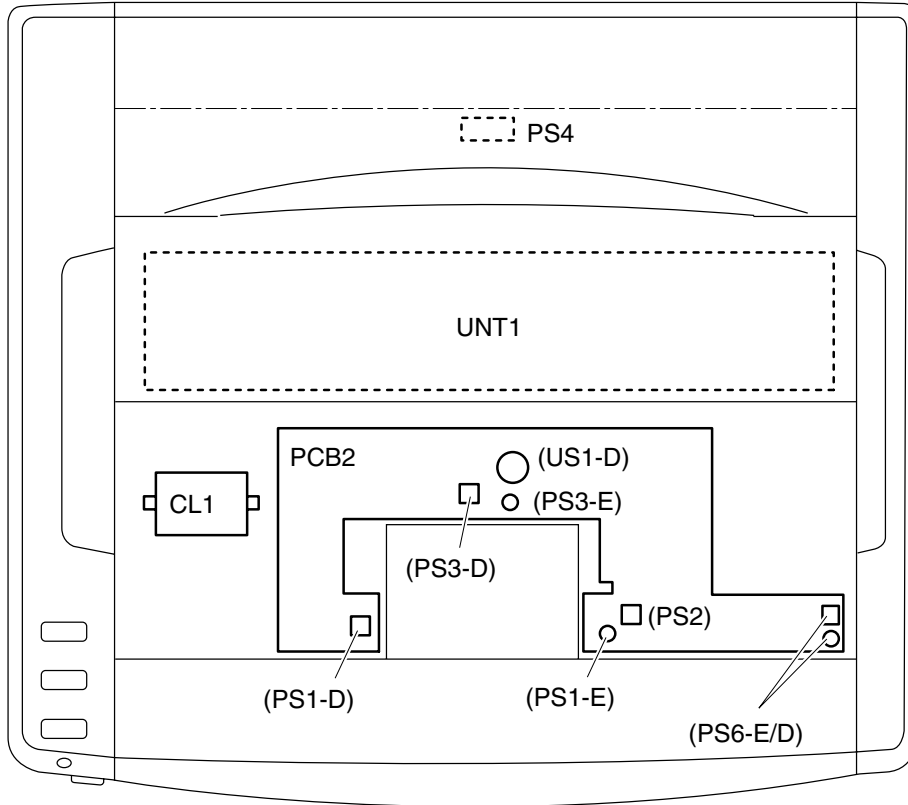 PS4
UNT1
PCB2
(US1-D)
CL1
(PS3-E)
(PS3-D)
(PS2)
(PS1-D)
(PS1-E)
(PS6-E/D)